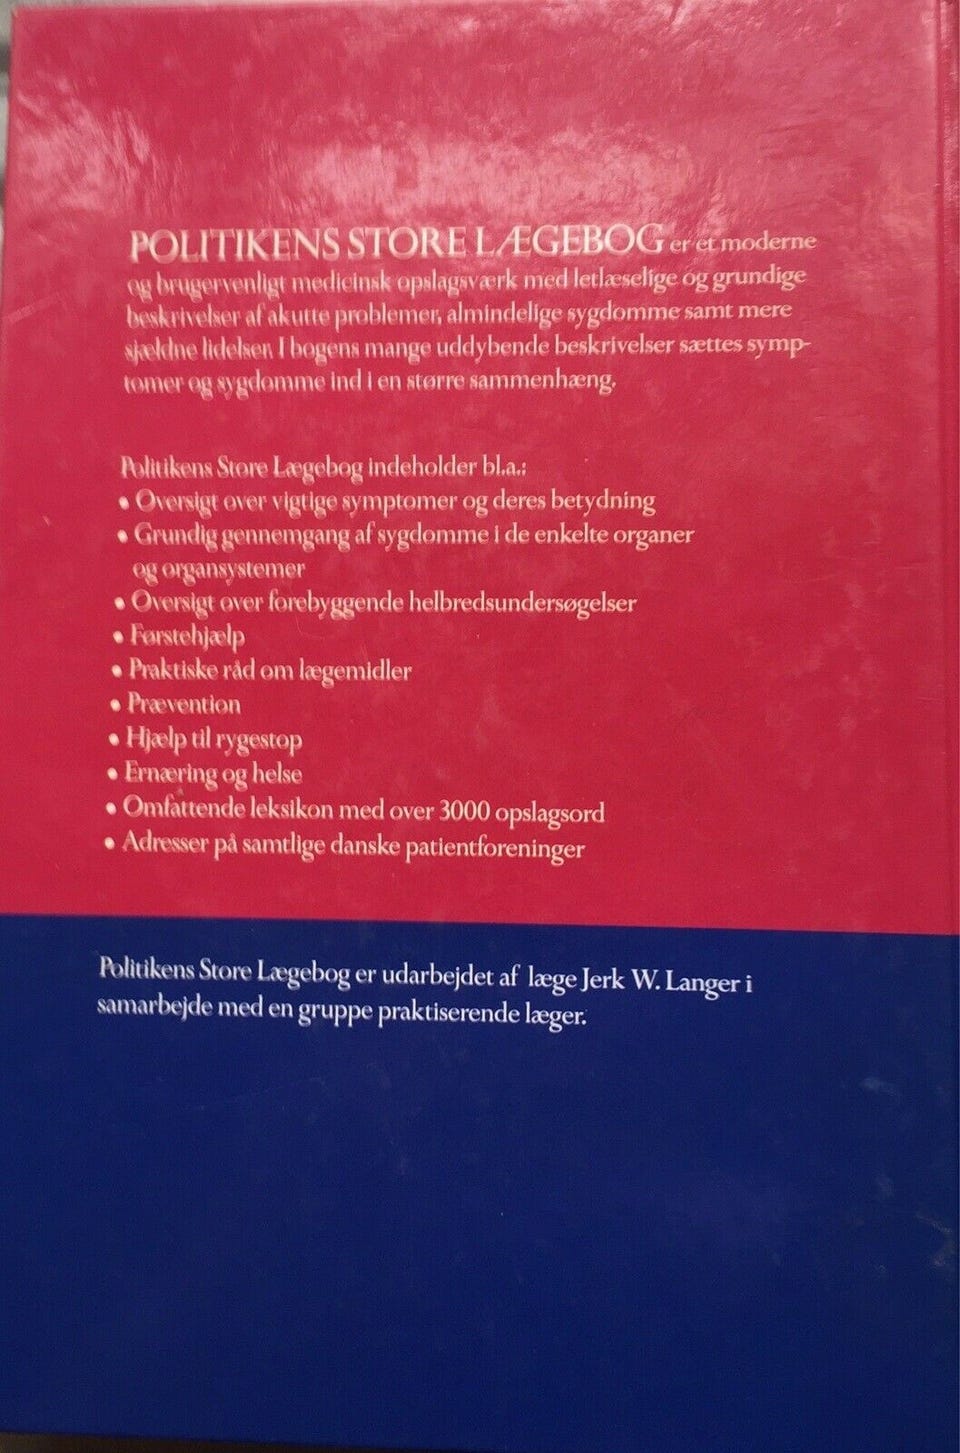 POLITIKENS STORE LÆGEBOG er et moderne
og brugervenligt medicinsk opslagsværk med letlæselige og grundige
beskrivelser af akutte problemer, almindelige sygdomme samt mere
sjældne lidelser. I bogens mange uddybende beskrivelser sættes symp-
tomer og sygdomme ind i en større sammenhæng.
Politikens Store Lægebog indeholder bl.a.:
• Oversigt over vigtige symptomer og deres betydning
• Grundig gennemgang af sygdomme i de enkelte organer
og organsystemer
• Oversigt over forebyggende helbredsundersøgelser
• Førstehjælp
• Praktiske råd om lægemidler
• Prævention
• Hjælp til rygestop
• Ernæring og helse
• Omfattende leksikon med over 3000 opslagsord
• Adresser på samtlige danske patientforeninger
Politikens Store Lægebog er udarbejdet af læge Jerk W. Langer i
samarbejde med en gruppe praktiserende læger.